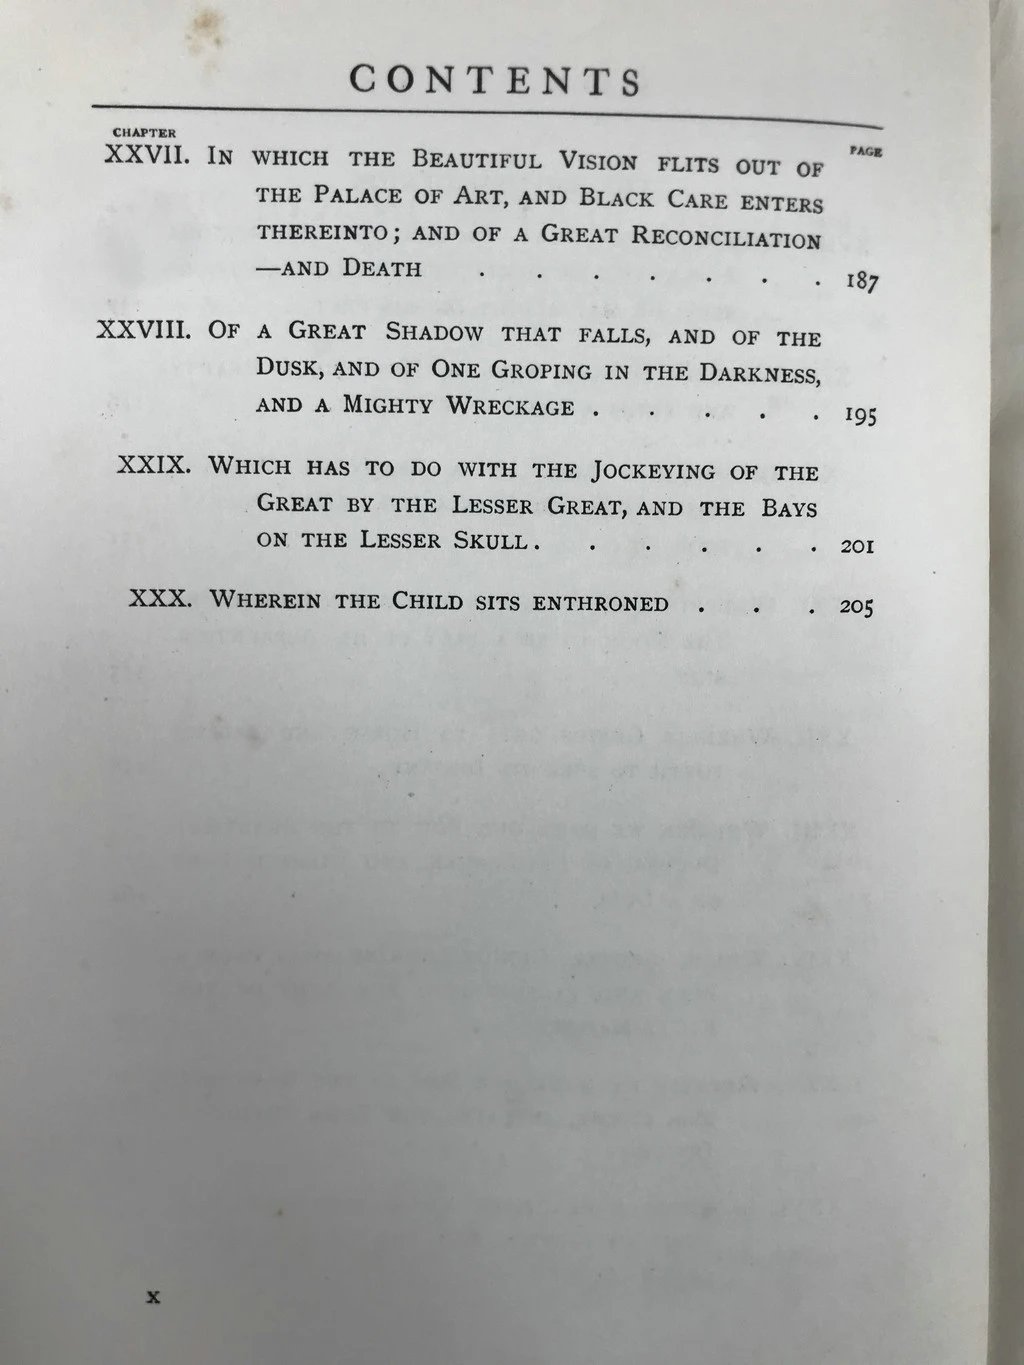 CONTENTS
CHAPTER
PAGE
XXVII. IN WHICH THE BEAUTIFUL VISION FLITS OUT OF
THE PALACE OF ART, AND BLACK CARE ENTERS
THEREINTO; AND OF A GREAT RECONCILIATION
—AND DEATH . . . . . . . 187
XXVIII. OF A GREAT SHADOW THAT FALLS, AND OF THE
DUSK, AND OF ONE GROPING IN THE DARKNESS,
AND A MIGHTY WRECKAGE . . . . . 195
XXIX. WHICH HAS TO DO WITH THE JOCKEYING OF THE
GREAT BY THE LESSER GREAT, AND THE BAYS
ON THE LESSER SKULL . . . . . . 201
XXX. WHEREIN THE CHILD SITS ENTHRONED . . . 205
x